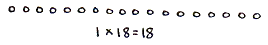 1 × 18 = 18